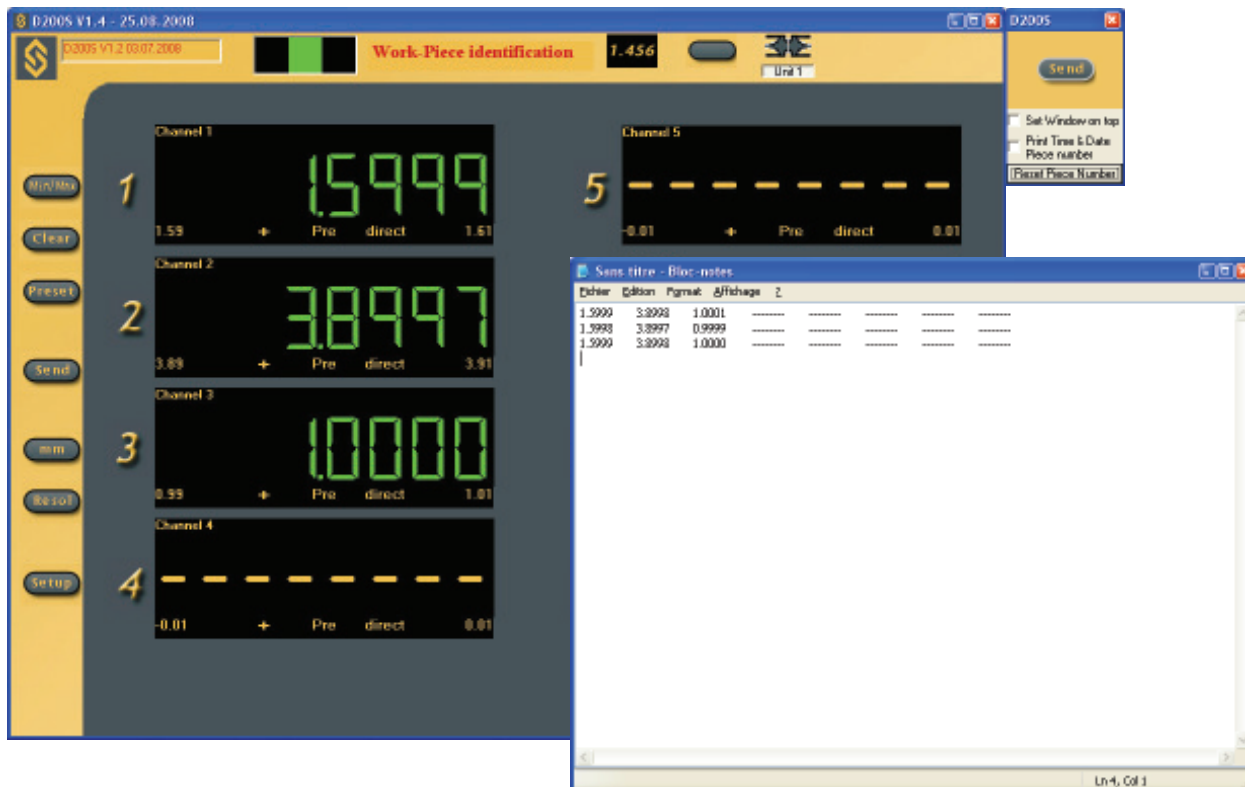 D200S V1.4 - 25.08.2008
D200S V1.2 03.07.2008
Work-Piece identification
1.456
Unit 1
Min/Max
Clear
Preset
Send
mm
Resol
Setup
1
Channel 1
1.5999
1.59 + Pre direct 1.61
2
Channel 2
3.8997
3.89 + Pre direct 3.91
3
Channel 3
1.0000
0.99 + Pre direct 1.01
4
Channel 4
- - - - - - - -
-0.01 + Pre direct 0.01
5
Channel 5
- - - - - - - -
-0.01 + Pre direct 0.01
D200S
Send
Set Window on top
Print Time & Date
Piece number
Reset Piece Number
Sans titre - Bloc-notes
Fichier Edition Format Affichage ?
1.5999 3.8998 1.0001 -------- -------- -------- -------- --------
1.5998 3.8997 0.9999 -------- -------- -------- -------- --------
1.5999 3.8998 1.0000 -------- -------- -------- -------- --------
Ln 4, Col 1